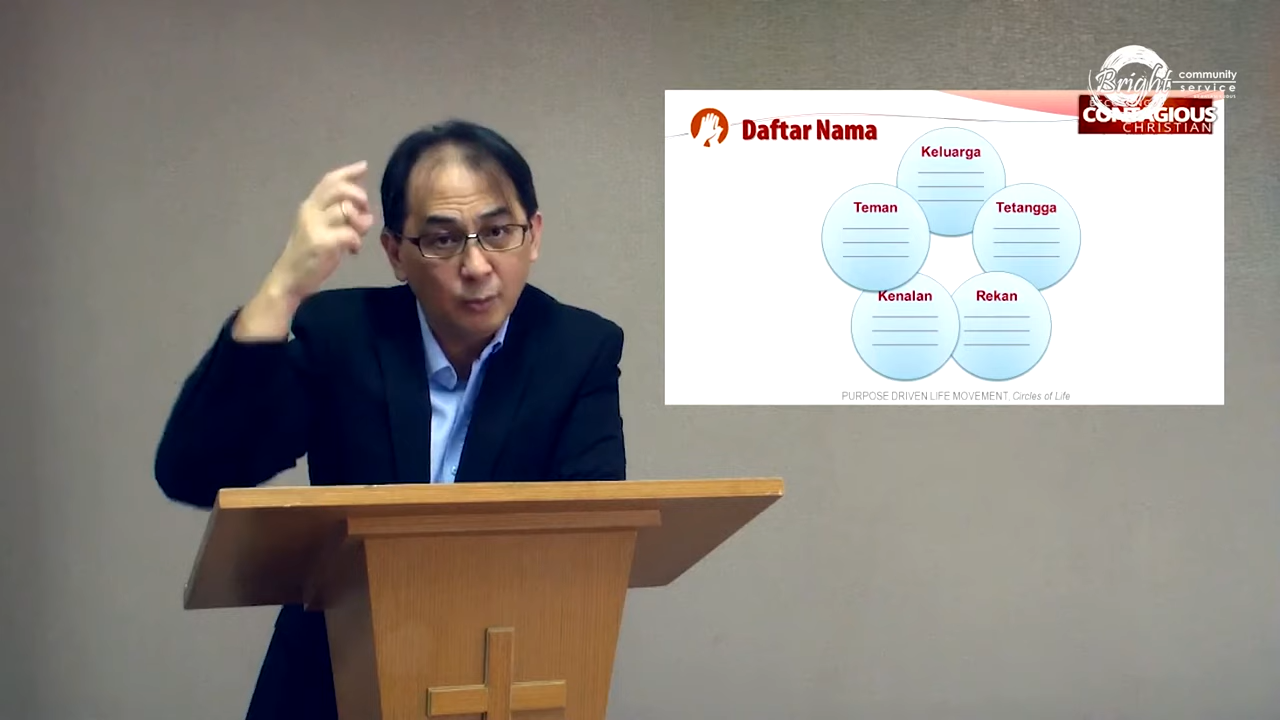 Bright
community
service
CONTAGIOUS
CHRISTIAN
Daftar Nama
Keluarga
Teman
Tetangga
Kenalan
Rekan
PURPOSE DRIVEN LIFE MOVEMENT, Circles of Life